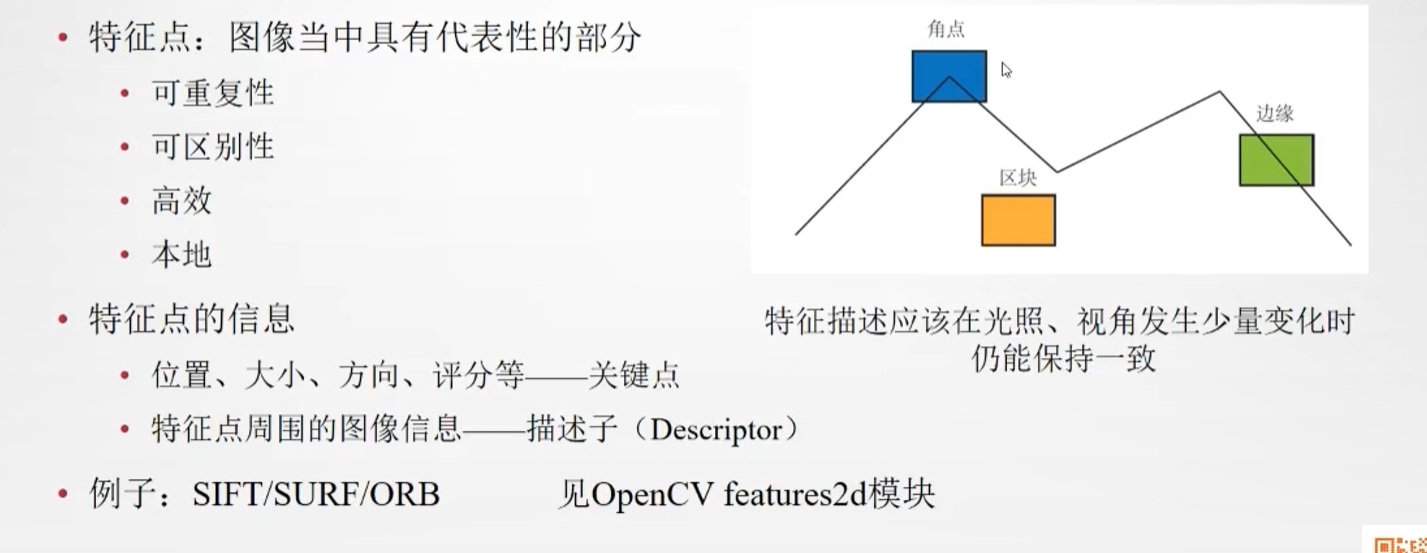 特征点：图像当中具有代表性的部分
可重复性
可区别性
高效
本地
特征点的信息
位置、大小、方向、评分等——关键点
特征点周围的图像信息——描述子（Descriptor）
例子：SIFT/SURF/ORB 见OpenCV features2d模块
角点
边缘
区块
特征描述应该在光照、视角发生少量变化时
仍能保持一致